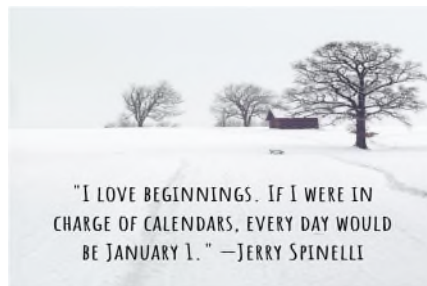 "I love beginnings. If I were in
charge of calendars, every day would
be January 1." —Jerry Spinelli